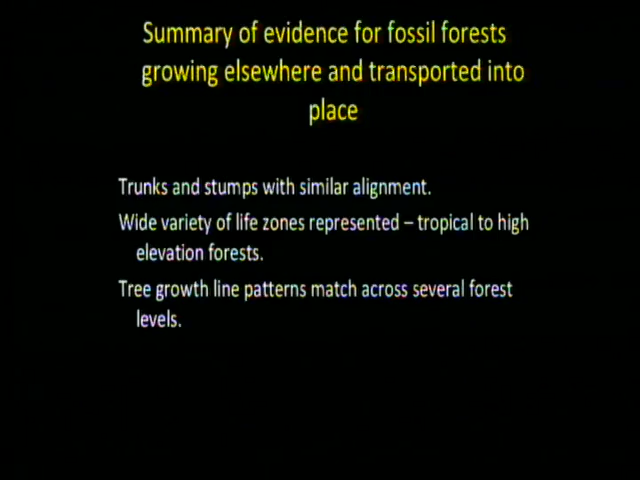 Summary of evidence for fossil forests
growing elsewhere and transported into
place
Trunks and stumps with similar alignment.
Wide variety of life zones represented – tropical to high
elevation forests.
Tree growth line patterns match across several forest
levels.